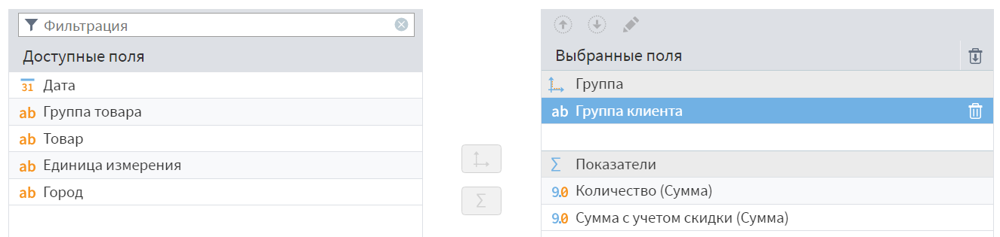 Фильтрация
Доступные поля
31 Дата
ab Группа товара
ab Товар
ab Единица измерения
ab Город
Σ
Выбранные поля
Группа
ab Группа клиента
Σ Показатели
9.0 Количество (Сумма)
9.0 Сумма с учетом скидки (Сумма)